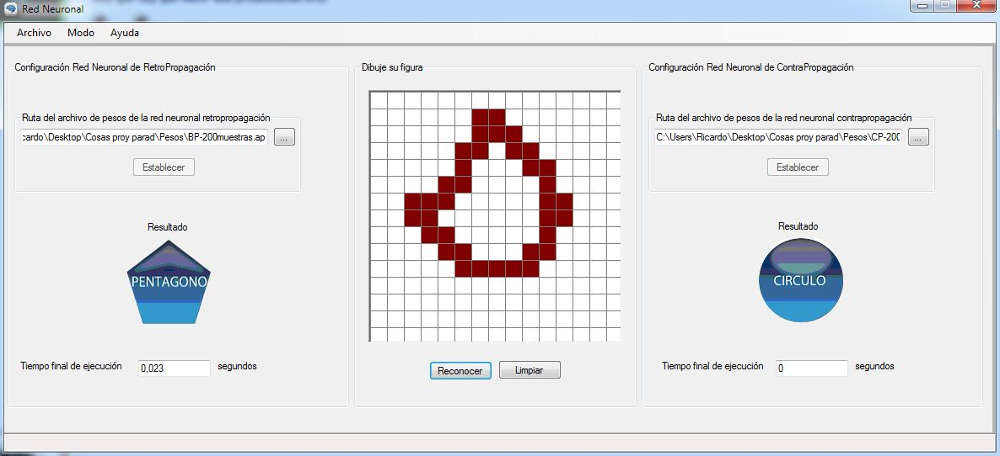 Red Neuronal
Archivo Modo Ayuda
Configuración Red Neuronal de RetroPropagación
Ruta del archivo de pesos de la red neuronal retropropagación
cardo\Desktop\Cosas proy parad\Pesos\BP-200muestras.ap ...
Establecer
Resultado
PENTAGONO
Tiempo final de ejecución 0,023 segundos
Dibuje su figura
Reconocer Limpiar
Configuración Red Neuronal de ContraPropagación
Ruta del archivo de pesos de la red neuronal contrapropagación
C:\Users\Ricardo\Desktop\Cosas proy parad\Pesos\CP-200 ...
Establecer
Resultado
CIRCULO
Tiempo final de ejecución 0 segundos